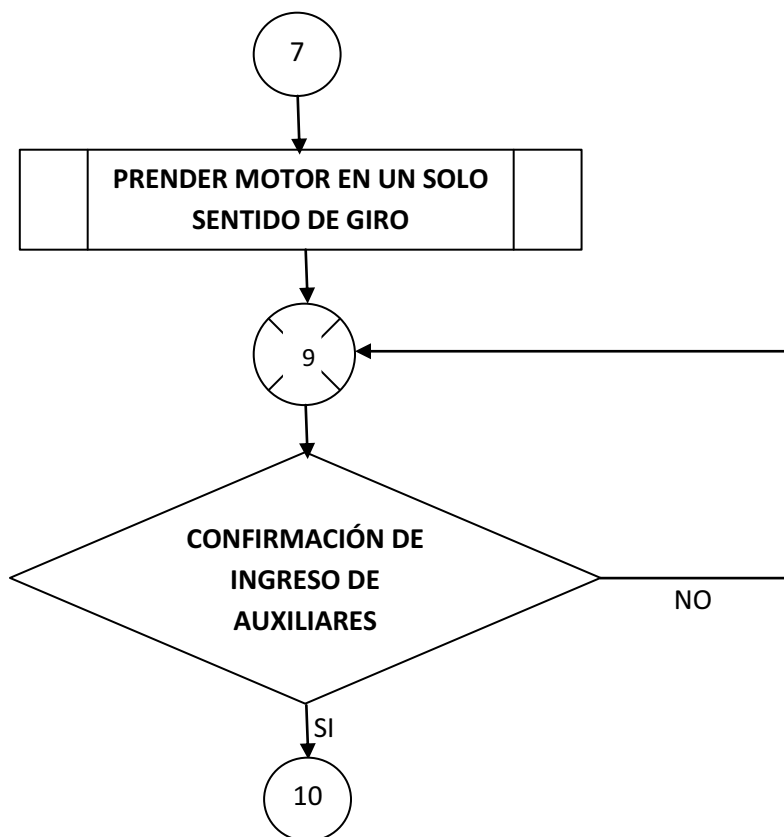 7
PRENDER MOTOR EN UN SOLO
SENTIDO DE GIRO
9
CONFIRMACIÓN DE
INGRESO DE
AUXILIARES
NO
SI
10